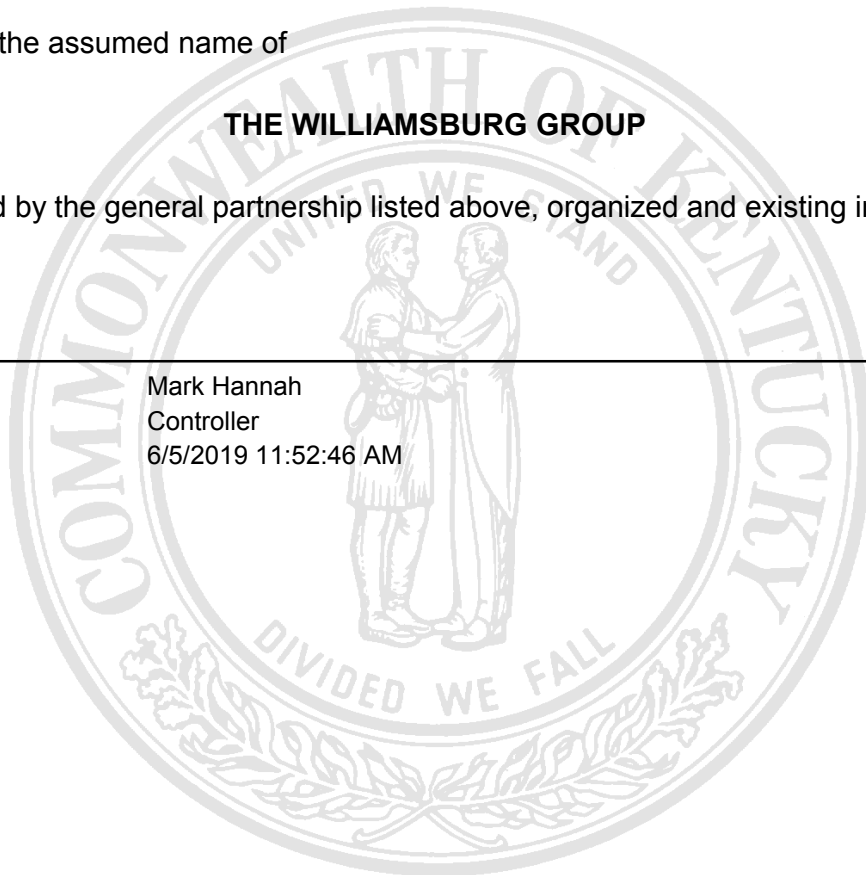 the assumed name of
THE WILLIAMSBURG GROUP
by the general partnership listed above, organized and existing
Mark Hannah
Controller
6/5/2019 11:52:46 AM
COMMONWEALTH OF KENTUCKY
UNITED WE STAND
DIVIDED WE FALL